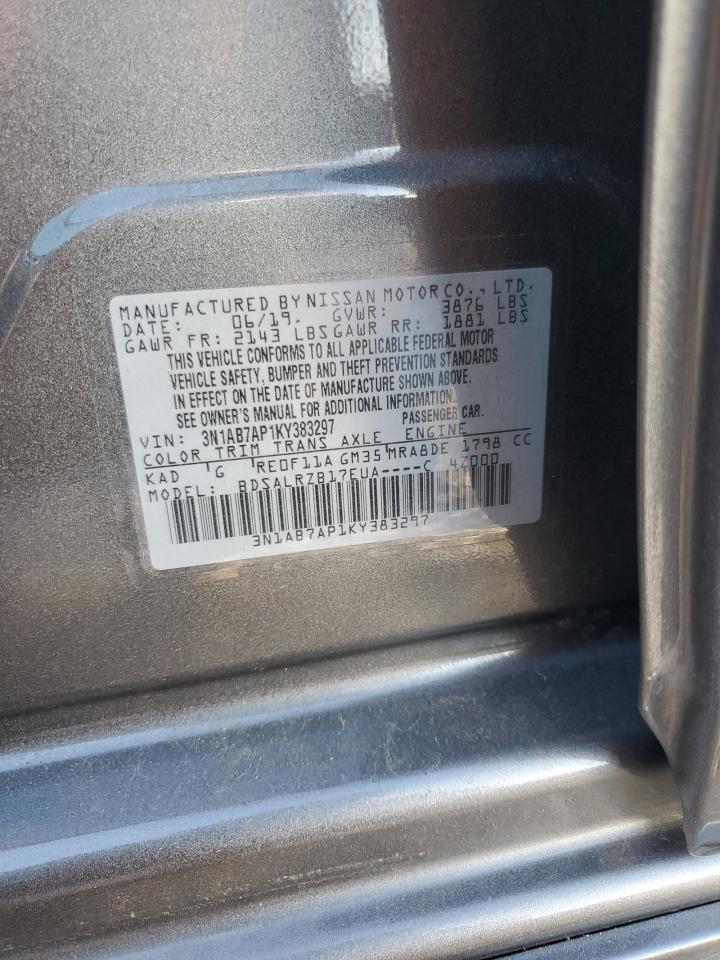 MANUFACTURED BY NISSAN MOTOR CO., LTD.
DATE: 06/19. GVWR: 3876 LBS
GAWR FR: 2143 LBS GAWR RR: 1881 LBS
THIS VEHICLE CONFORMS TO ALL APPLICABLE FEDERAL MOTOR
VEHICLE SAFETY, BUMPER AND THEFT PREVENTION STANDARDS
IN EFFECT ON THE DATE OF MANUFACTURE SHOWN ABOVE.
SEE OWNER'S MANUAL FOR ADDITIONAL INFORMATION.
VIN: 3N1AB7AP1KY383297 PASSENGER CAR.
COLOR TRIM TRANS AXLE ENGINE
KAD G RE0F11A GM35 MRA8DE 1798 CC
MODEL: BDSALRZB17EUA----C 4Z000
3N1AB7AP1KY383297